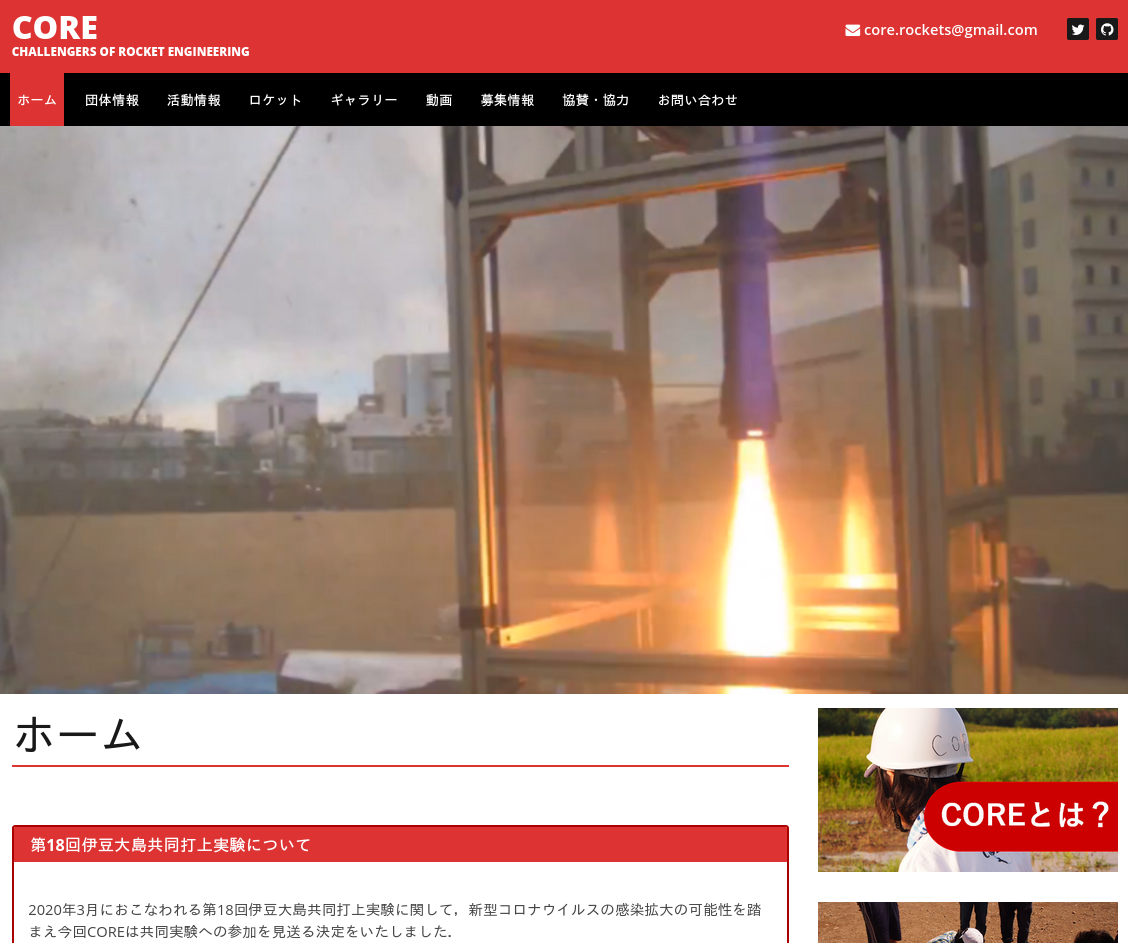 CORE
CHALLENGERS OF ROCKET ENGINEERING
core.rockets@gmail.com
ホーム 団体情報 活動情報 ロケット ギャラリー 動画 募集情報 協賛・協力 お問い合わせ
ホーム
COREとは？
第18回伊豆大島共同打上実験について
2020年3月におこなわれる第18回伊豆大島共同打上実験に関して，新型コロナウイルスの感染拡大の可能性を踏
まえ今回COREは共同実験への参加を見送る決定をいたしました．